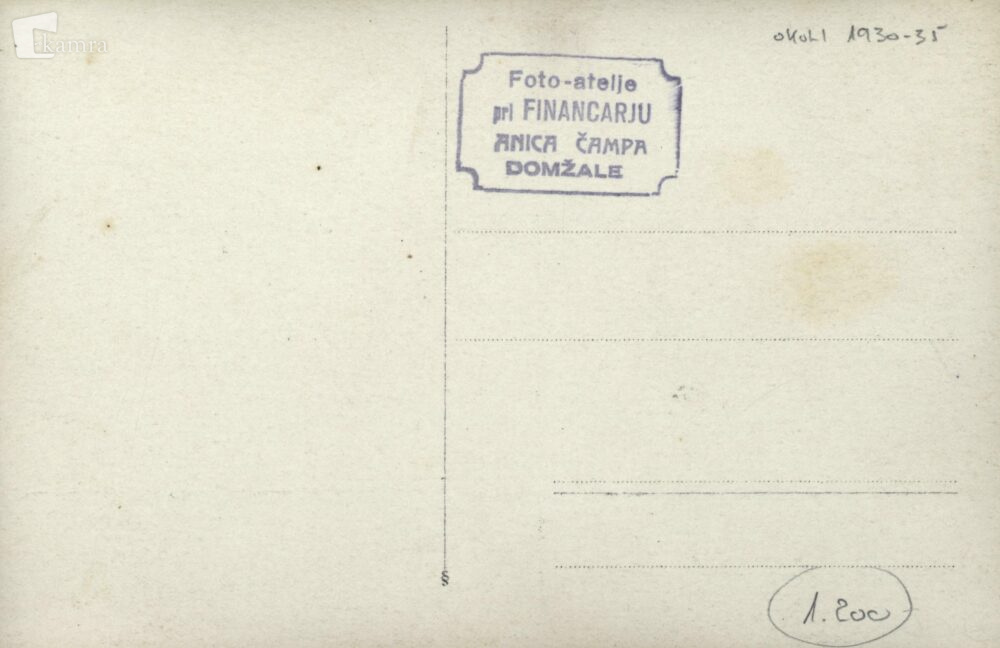 kamra
okoli 1930-35
Foto-atelje
pri FINANCARJU
ANICA ČAMPA
DOMŽALE
§
1.200